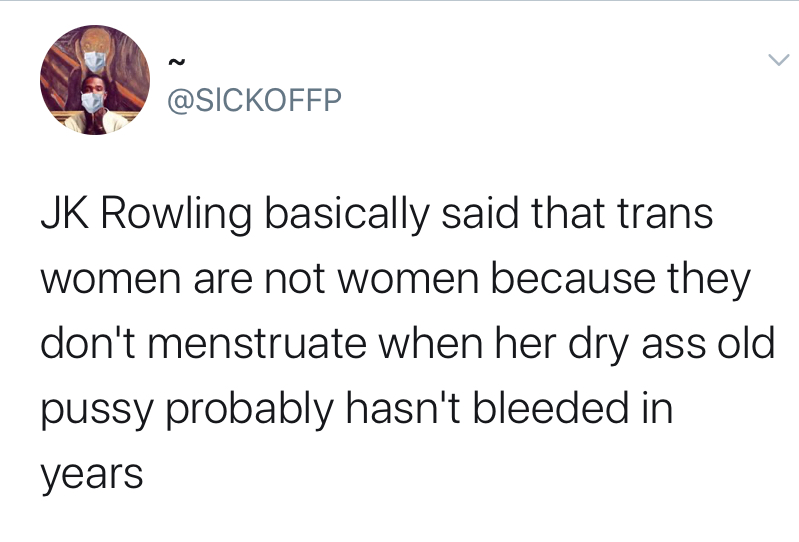 ~
@SICKOFFP
JK Rowling basically said that trans
women are not women because they
don't menstruate when her dry ass old
pussy probably hasn't bleeded in
years